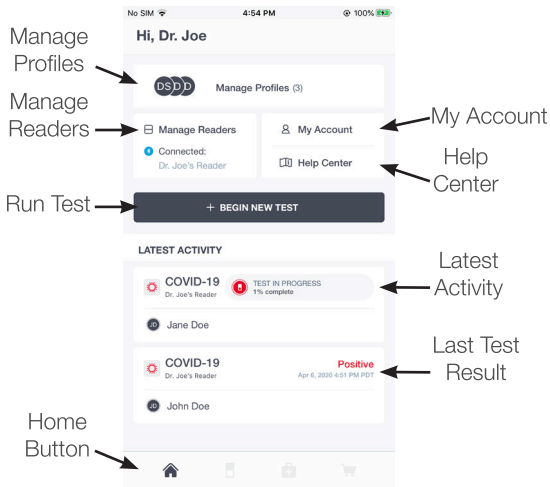 No SIM 4:54 PM 100%
Hi, Dr. Joe
Manage
Profiles
DS D D
Manage Profiles (3)
Manage
Readers
Manage Readers
Connected:
Dr. Joe's Reader
My Account
My Account
Help Center
Help
Center
Run Test
+ BEGIN NEW TEST
LATEST ACTIVITY
COVID-19
Dr. Joe's Reader
TEST IN PROGRESS
1% complete
Latest
Activity
JD Jane Doe
COVID-19
Dr. Joe's Reader
Positive
Apr 6, 2020 4:51 PM PDT
Last Test
Result
JD John Doe
Home
Button